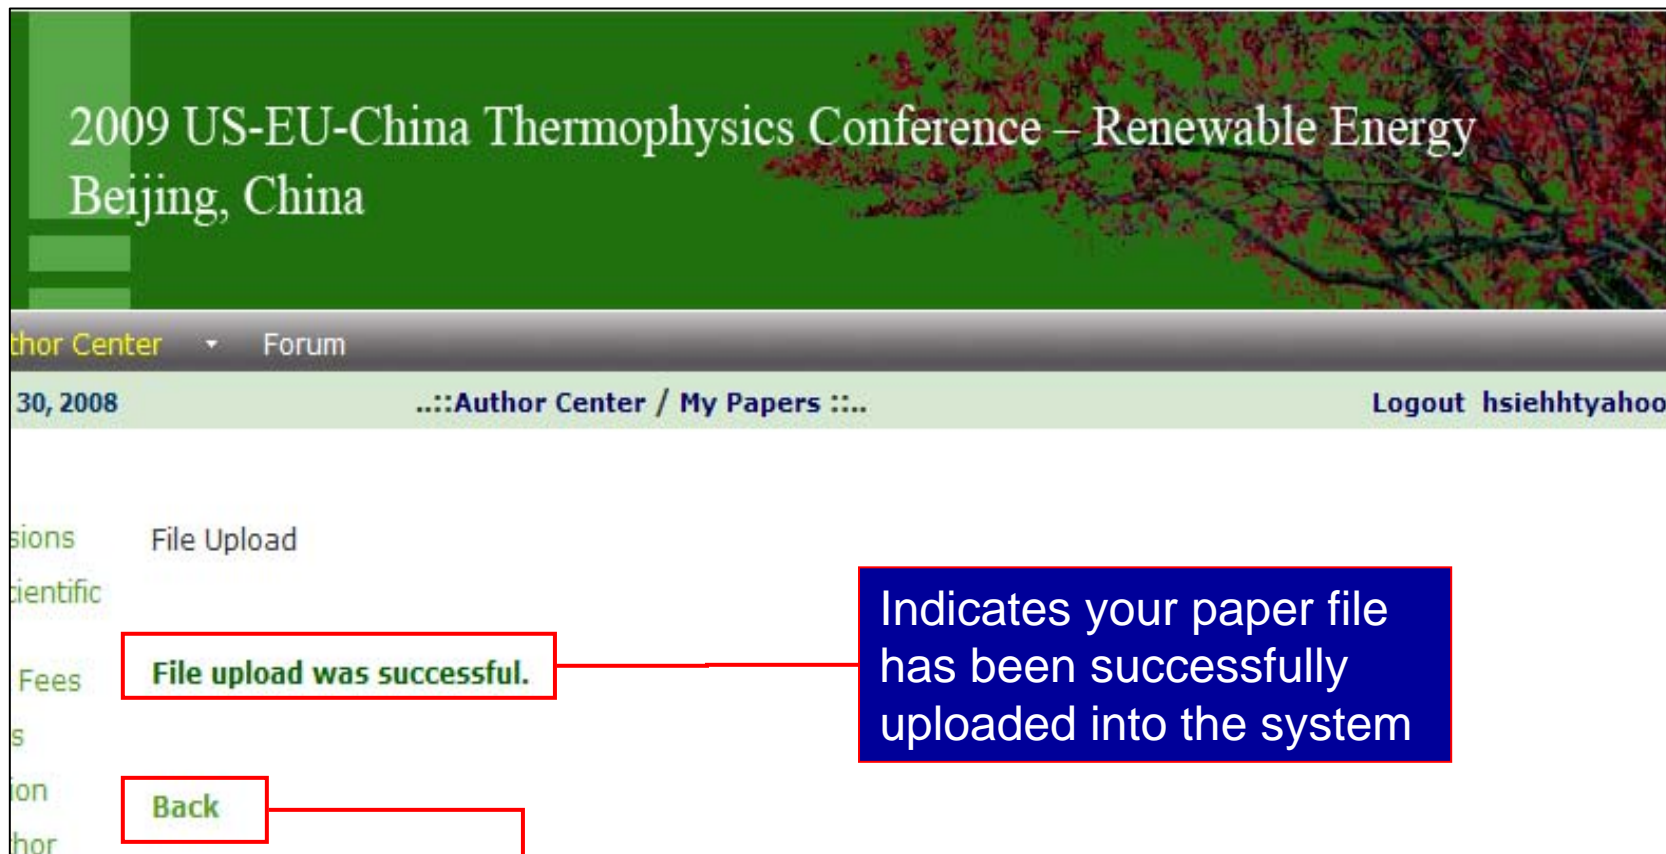 2009 US-EU-China Thermophysics Conference – Renewable Energy
Beijing, China
thor Center Forum
30, 2008 ..::Author Center / My Papers ::.. Logout hsiehhtyahoo
sions File Upload
cientific
Indicates your paper file
has been successfully
uploaded into the system
Fees File upload was successful.
s
ion
Back
thor